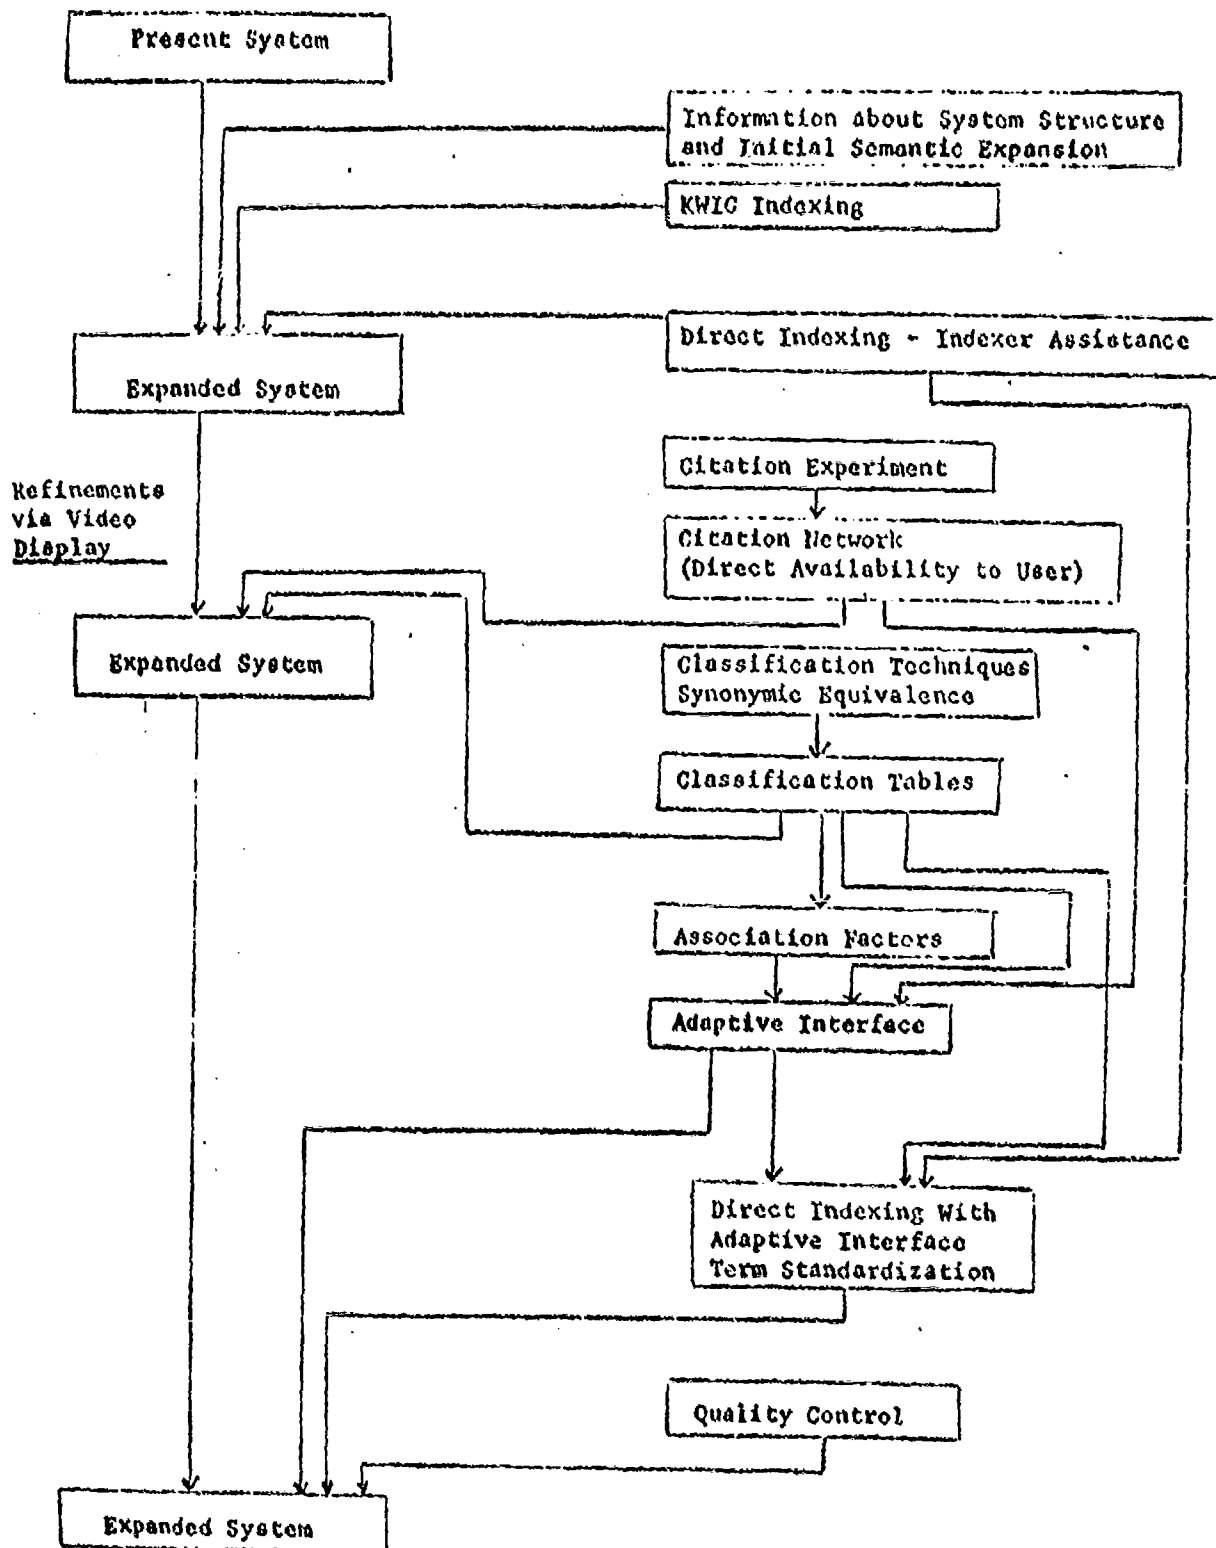 Present System
Information about System Structure
and Initial Semantic Expansion
KWIC Indexing
Direct Indexing - Indexer Assistance
Expanded System
Citation Experiment
Refinements
via Video
Display
Citation Network
(Direct Availability to User)
Expanded System
Classification Techniques
Synonymic Equivalence
Classification Tables
Association Factors
Adaptive Interface
Direct Indexing With
Adaptive Interface
Term Standardization
Quality Control
Expanded System